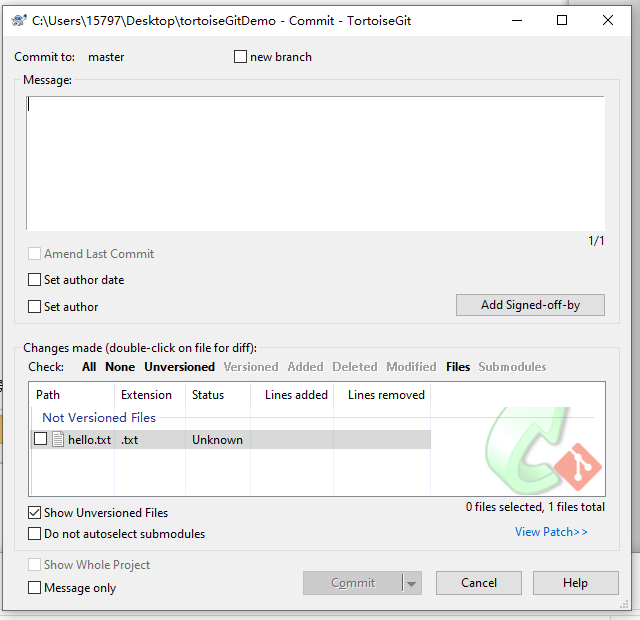 C:\Users\15797\Desktop\tortoiseGitDemo - Commit - TortoiseGit
Commit to: master new branch
Message:
1/1
Amend Last Commit
Set author date
Set author Add Signed-off-by
Changes made (double-click on file for diff):
Check: All None Unversioned Versioned Added Deleted Modified Files Submodules
Path Extension Status Lines added Lines removed
Not Versioned Files
hello.txt .txt Unknown
Show Unversioned Files 0 files selected, 1 files total
Do not autoselect submodules View Patch>>
Show Whole Project
Message only Commit Cancel Help